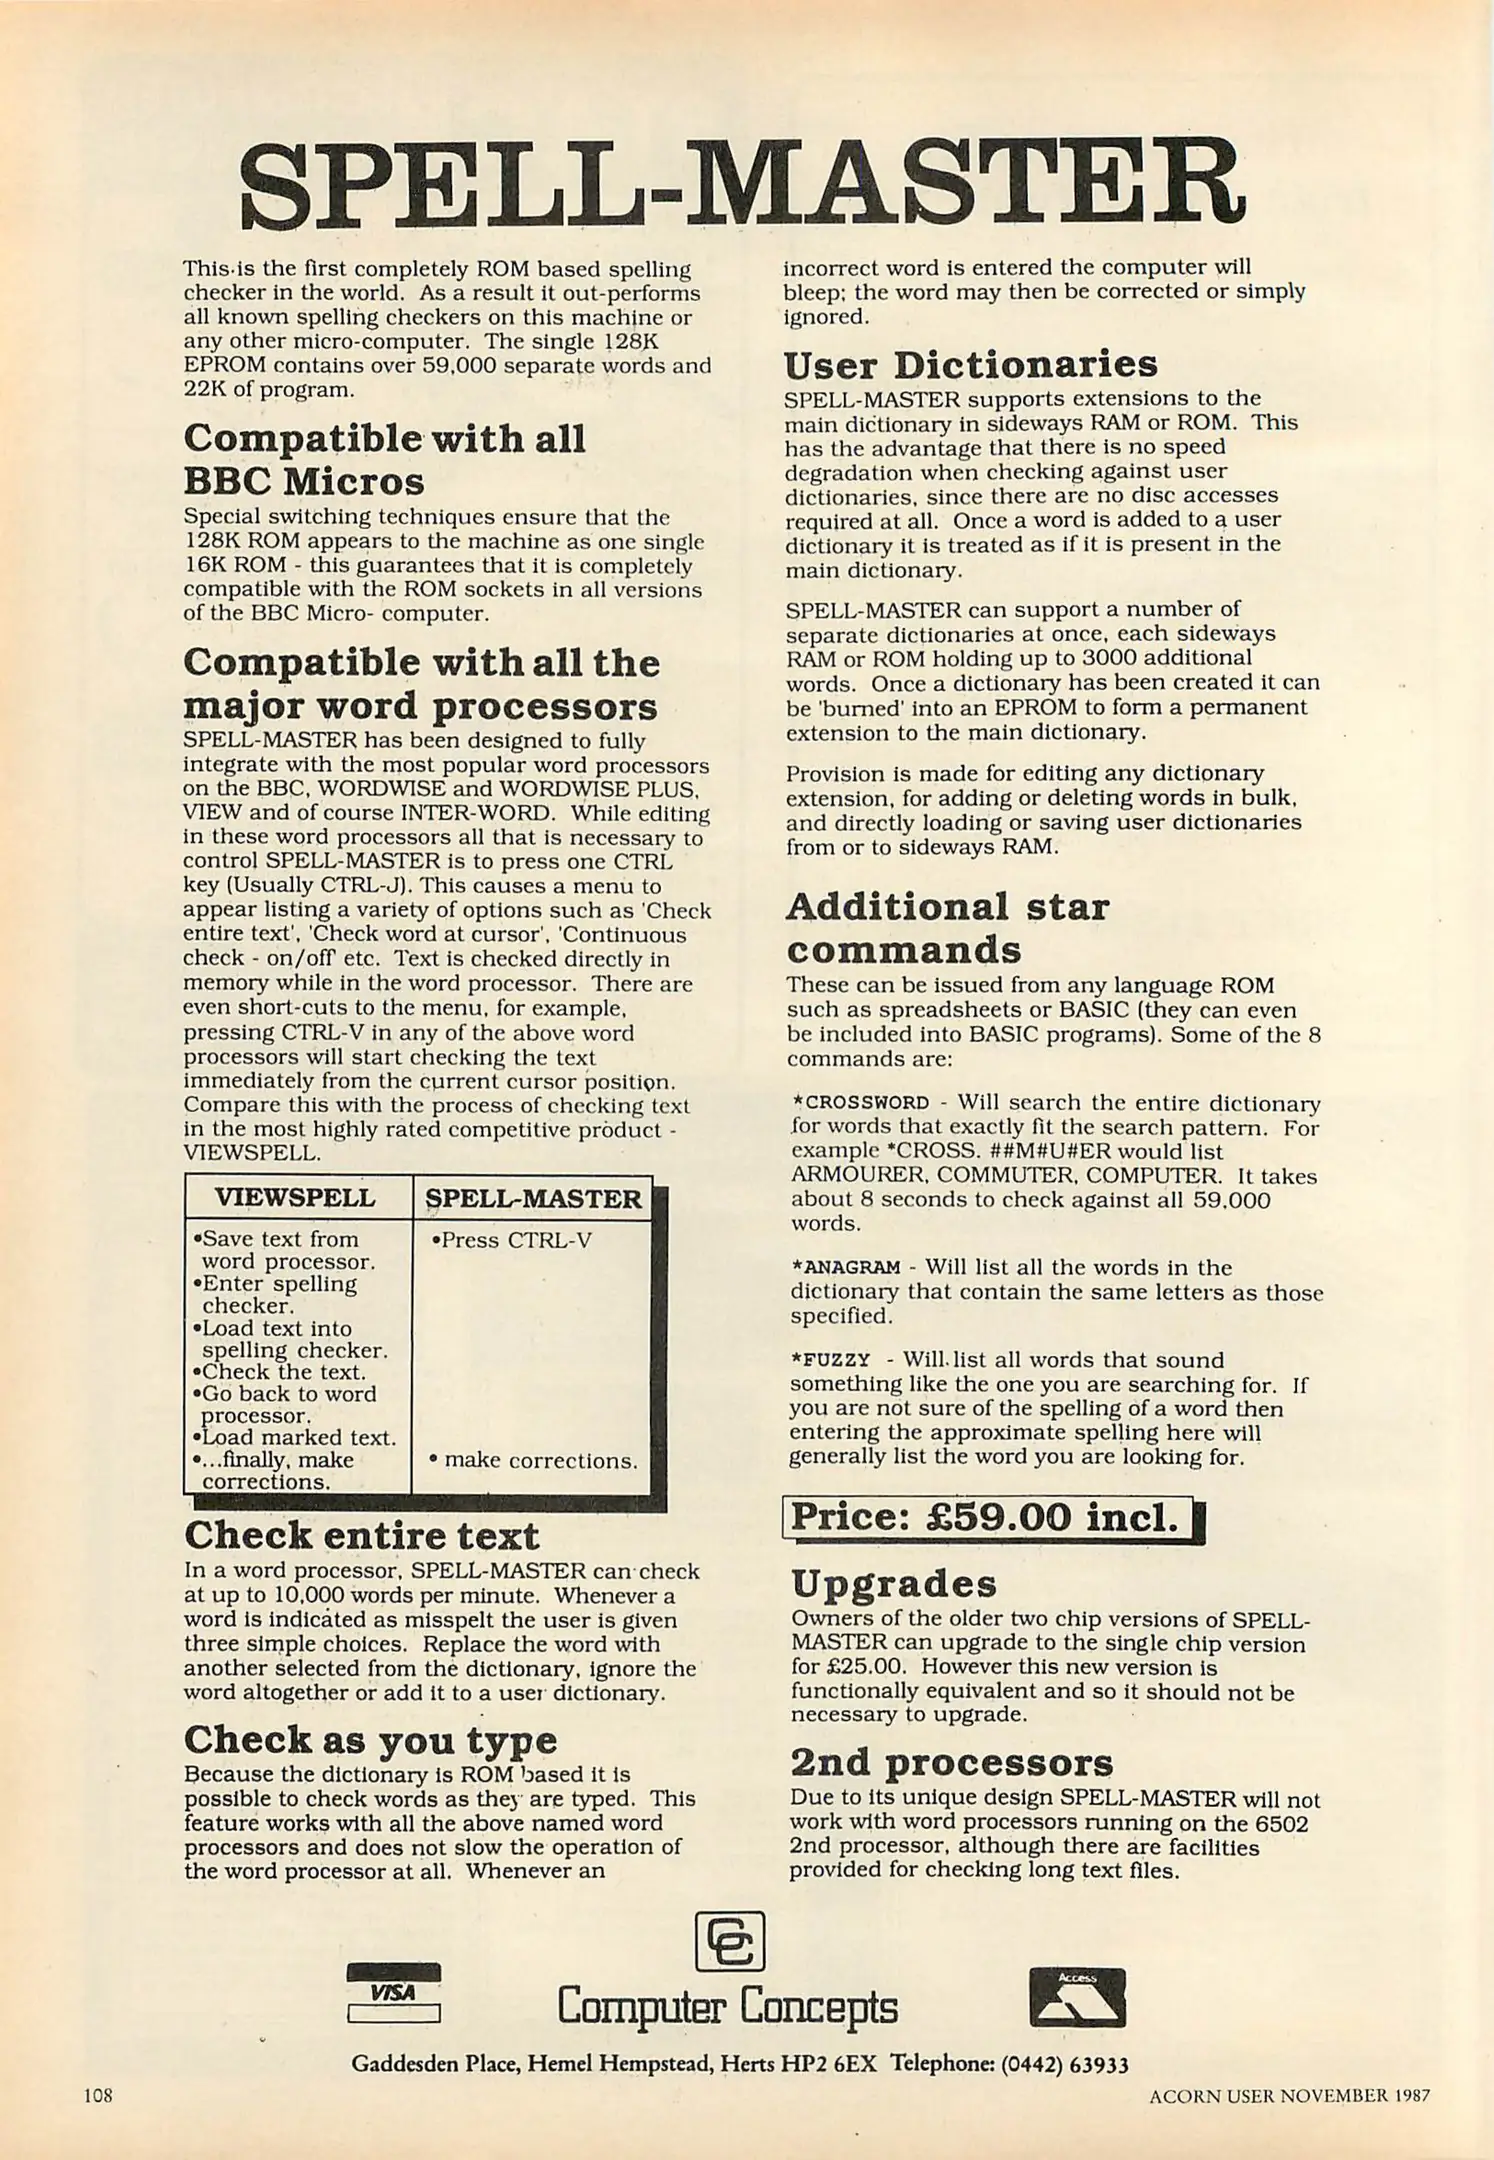 SPELL-MASTER
This is the first completely ROM based spelling
checker in the world. As a result it out-performs
all known spelling checkers on this machine or
any other micro-computer. The single 128K
EPROM contains over 59,000 separate words and
22K of program.
Compatible with all
BBC Micros
Special switching techniques ensure that the
128K ROM appears to the machine as one single
16K ROM - this guarantees that it is completely
compatible with the ROM sockets in all versions
of the BBC Micro- computer.
Compatible with all the
major word processors
SPELL-MASTER has been designed to fully
integrate with the most popular word processors
on the BBC, WORDWISE and WORDWISE PLUS,
VIEW and of course INTER-WORD. While editing
in these word processors all that is necessary to
control SPELL-MASTER is to press one CTRL
key (Usually CTRL-J). This causes a menu to
appear listing a variety of options such as 'Check
entire text', 'Check word at cursor', 'Continuous
check - on/off' etc. Text is checked directly in
memory while in the word processor. There are
even short-cuts to the menu, for example,
pressing CTRL-V in any of the above word
processors will start checking the text
immediately from the current cursor position.
Compare this with the process of checking text
in the most highly rated competitive product -
VIEWSPELL.
VIEWSPELL
•Save text from
word processor.
•Enter spelling
checker.
•Load text into
spelling checker.
•Check the text.
•Go back to word
processor.
•Load marked text.
•...finally, make
corrections.
SPELL-MASTER
•Press CTRL-V
• make corrections.
Check entire text
In a word processor, SPELL-MASTER can check
at up to 10,000 words per minute. Whenever a
word is indicated as misspelt the user is given
three simple choices. Replace the word with
another selected from the dictionary, ignore the
word altogether or add it to a user dictionary.
Check as you type
Because the dictionary is ROM based it is
possible to check words as they are typed. This
feature works with all the above named word
processors and does not slow the operation of
the word processor at all. Whenever an
incorrect word is entered the computer will
bleep; the word may then be corrected or simply
ignored.
User Dictionaries
SPELL-MASTER supports extensions to the
main dictionary in sideways RAM or ROM. This
has the advantage that there is no speed
degradation when checking against user
dictionaries, since there are no disc accesses
required at all. Once a word is added to a user
dictionary it is treated as if it is present in the
main dictionary.
SPELL-MASTER can support a number of
separate dictionaries at once, each sideways
RAM or ROM holding up to 3000 additional
words. Once a dictionary has been created it can
be 'burned' into an EPROM to form a permanent
extension to the main dictionary.
Provision is made for editing any dictionary
extension, for adding or deleting words in bulk,
and directly loading or saving user dictionaries
from or to sideways RAM.
Additional star
commands
These can be issued from any language ROM
such as spreadsheets or BASIC (they can even
be included into BASIC programs). Some of the 8
commands are:
*CROSSWORD - Will search the entire dictionary
for words that exactly fit the search pattern. For
example *CROSS. ##M#U#ER would list
ARMOURER, COMMUTER, COMPUTER. It takes
about 8 seconds to check against all 59,000
words.
*ANAGRAM - Will list all the words in the
dictionary that contain the same letters as those
specified.
*FUZZY - Will list all words that sound
something like the one you are searching for. If
you are not sure of the spelling of a word then
entering the approximate spelling here will
generally list the word you are looking for.
Price: £59.00 incl.
Upgrades
Owners of the older two chip versions of SPELL-
MASTER can upgrade to the single chip version
for £25.00. However this new version is
functionally equivalent and so it should not be
necessary to upgrade.
2nd processors
Due to its unique design SPELL-MASTER will not
work with word processors running on the 6502
2nd processor, although there are facilities
provided for checking long text files.
VISA
CC
Computer Concepts
Access
Gaddesden Place, Hemel Hempstead, Herts HP2 6EX Telephone: (0442) 63933
108
ACORN USER NOVEMBER 1987